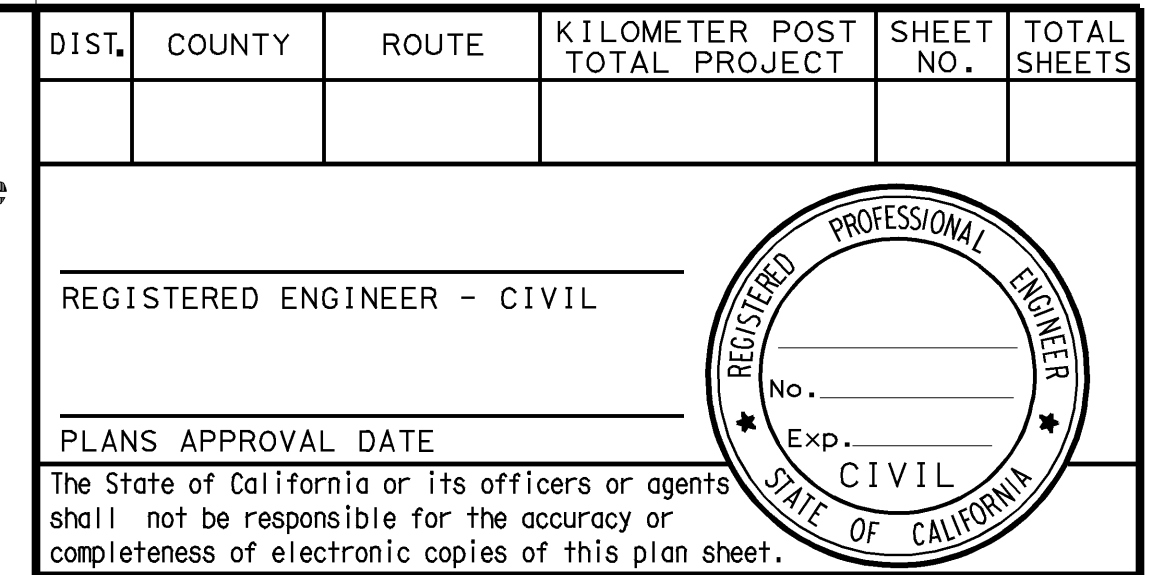 DIST. COUNTY ROUTE KILOMETER POST TOTAL PROJECT SHEET NO. TOTAL SHEETS
REGISTERED ENGINEER - CIVIL
PLANS APPROVAL DATE
REGISTERED PROFESSIONAL ENGINEER
No.
Exp.
CIVIL
STATE OF CALIFORNIA
The State of California or its officers or agents
shall not be responsible for the accuracy or
completeness of electronic copies of this plan sheet.